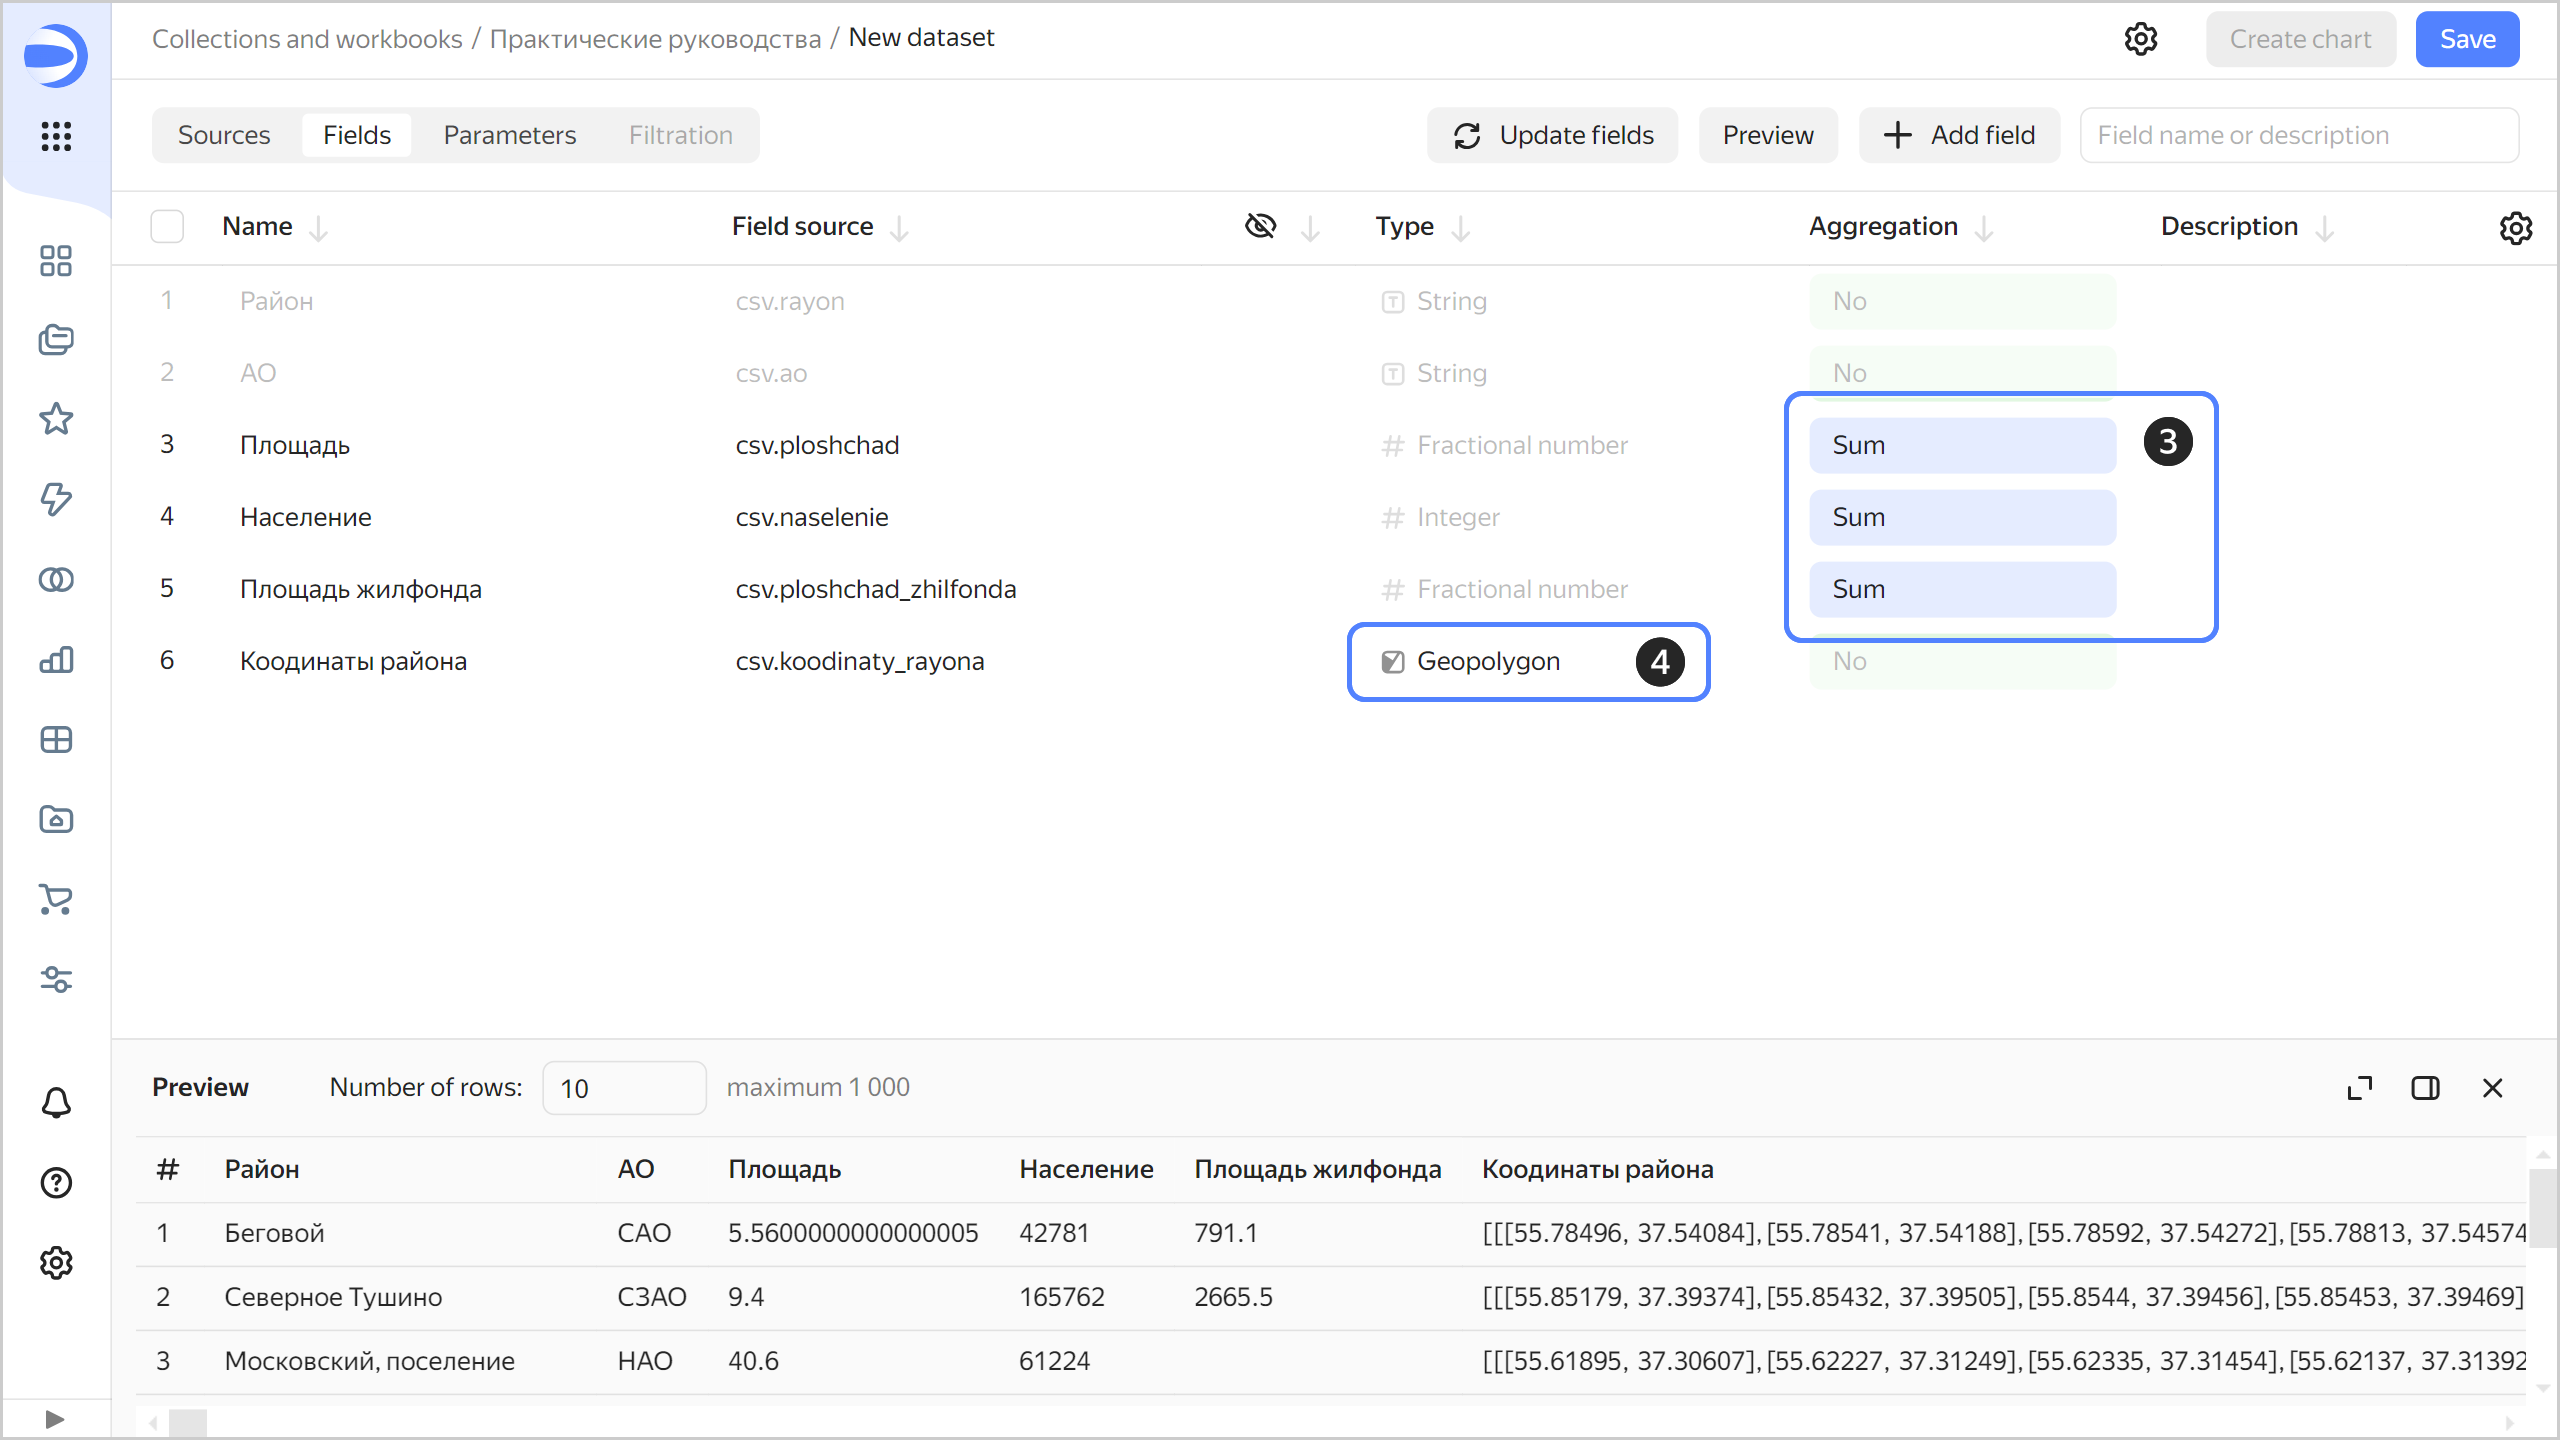 Collections and workbooks / Практические руководства / New dataset
Create chart
Save
Sources Fields Parameters Filtration
Update fields Preview Add field Field name or description
Name Field source Type Aggregation Description
1 Район csv.rayon String No
2 АО csv.ao String No
3 Площадь csv.ploshchad Fractional number Sum 3
4 Население csv.naselenie Integer Sum
5 Площадь жилфонда csv.ploshchad_zhilfonda Fractional number Sum
6 Коодинаты района csv.koodinaty_rayona Geopolygon 4 No
Preview Number of rows: 10 maximum 1 000
# Район АО Площадь Население Площадь жилфонда Коодинаты района
1 Беговой САО 5.5600000000000005 42781 791.1 [[[55.78496, 37.54084],[55.78541, 37.54188],[55.78592, 37.54272],[55.78813, 37.54574
2 Северное Тушино СЗАО 9.4 165762 2665.5 [[[55.85179, 37.39374],[55.85432, 37.39505],[55.8544, 37.39456],[55.85453, 37.39469]
3 Московский, поселение НАО 40.6 61224 [[[55.61895, 37.30607],[55.62227, 37.31249],[55.62335, 37.31454],[55.62137, 37.31392